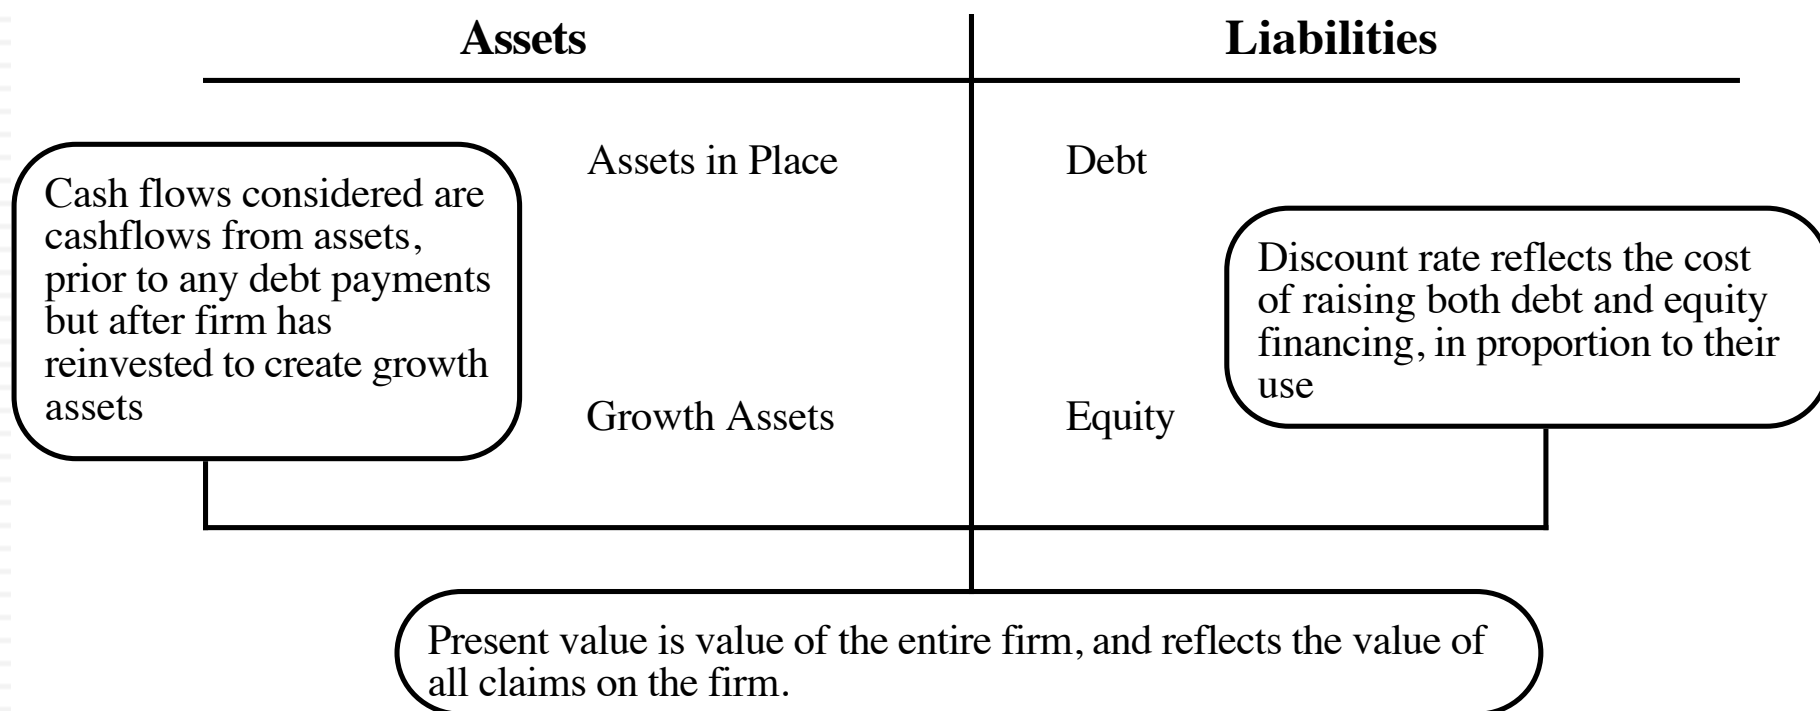 Assets
Liabilities
Assets in Place
Debt
Cash flows considered are
cashflows from assets,
prior to any debt payments
but after firm has
reinvested to create growth
assets
Discount rate reflects the cost
of raising both debt and equity
financing, in proportion to their
use
Growth Assets
Equity
Present value is value of the entire firm, and reflects the value of
all claims on the firm.